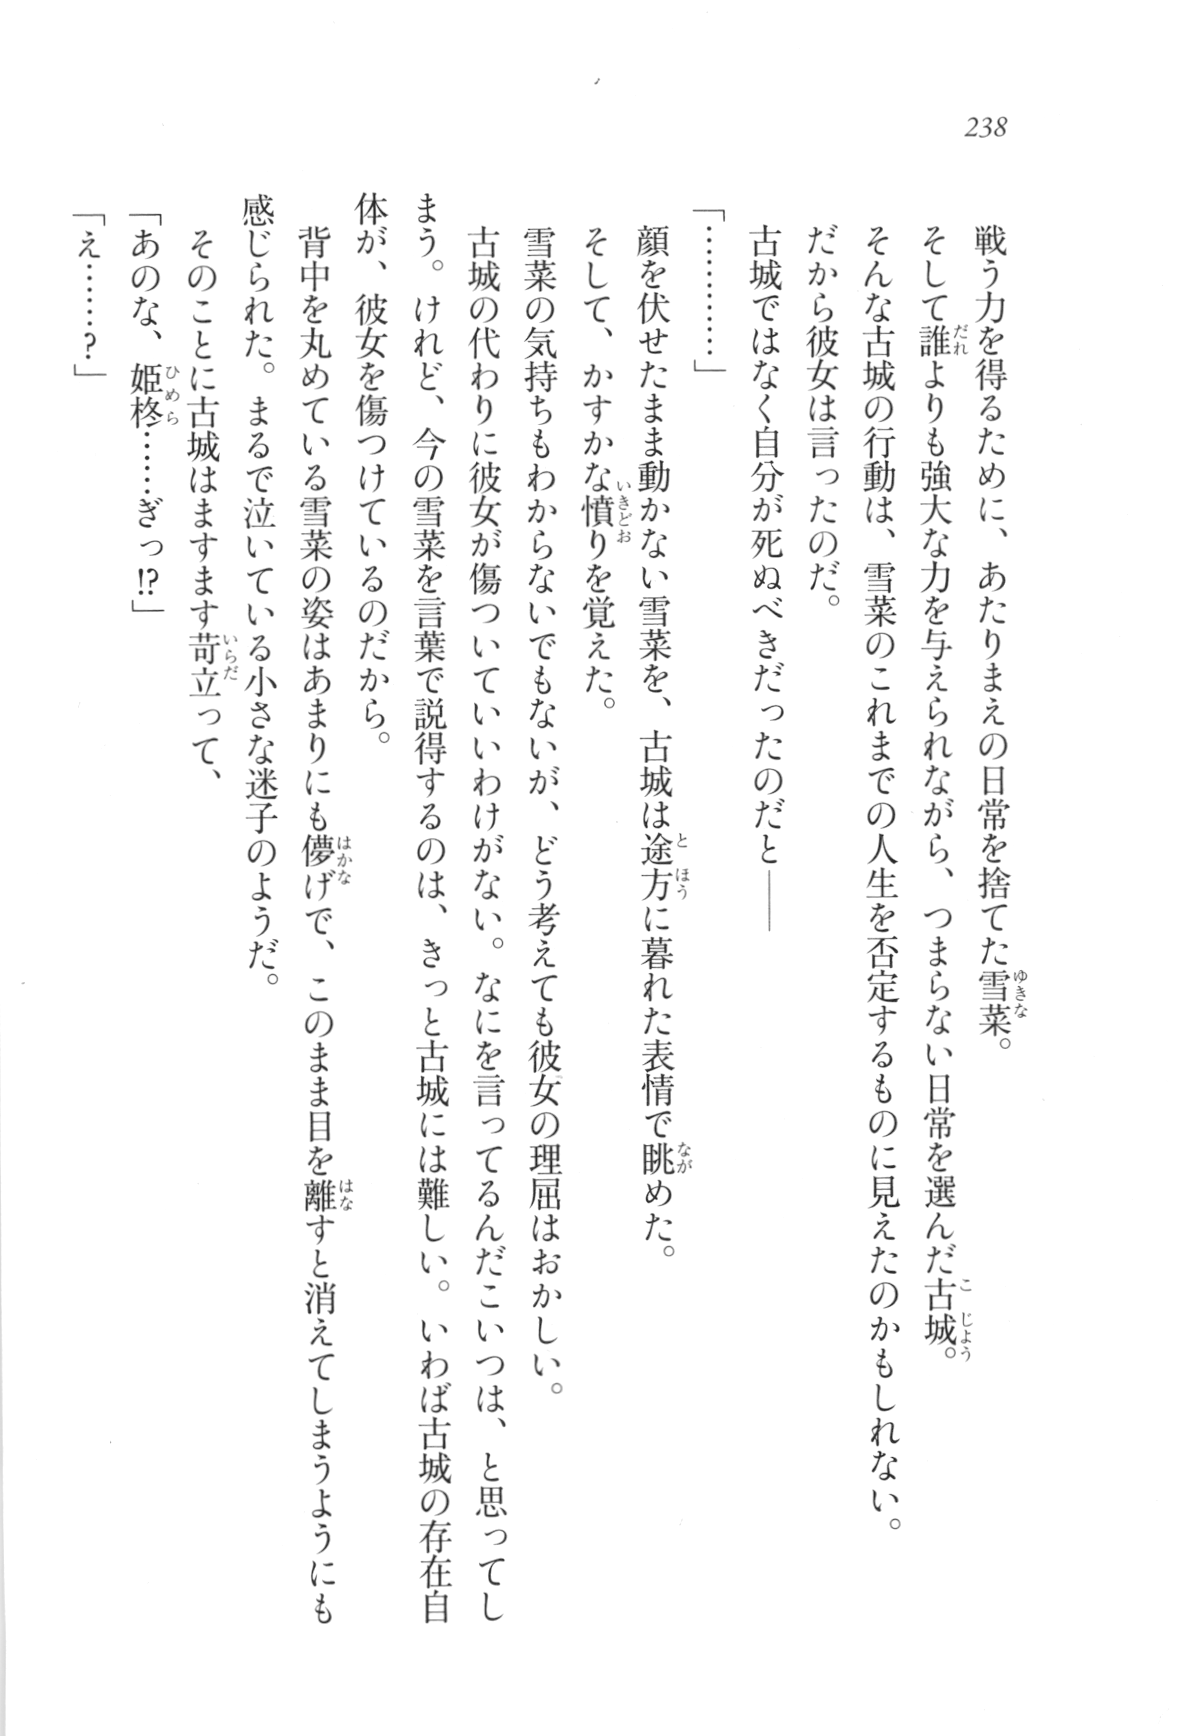 238
戦う力を得るために、あたりまえの日常を捨てた雪菜。
そして誰よりも強大な力を与えられながら、つまらない日常を選んだ古城。
そんな古城の行動は、雪菜のこれまでの人生を否定するものに見えたのかもしれない。
だから彼女は言ったのだ。
古城ではなく自分が死ぬべきだったのだと――
「…………」
顔を伏せたまま動かない雪菜を、古城は途方に暮れた表情で眺めた。
そして、かすかな憤りを覚えた。
雪菜の気持ちもわからないでもないが、どう考えても彼女の理屈はおかしい。
古城の代わりに彼女が傷ついていいわけがない。なにを言ってるんだこいつは、と思ってし
まう。けれど、今の雪菜を言葉で説得するのは、きっと古城には難しい。いわば古城の存在自
体が、彼女を傷つけているのだから。
背中を丸めている雪菜の姿はあまりにも儚げで、このまま目を離すと消えてしまうようにも
感じられた。まるで泣いている小さな迷子のようだ。
そのことに古城はますます苛立って、
「あのな、姫柊……ぎっ!?」
「え……?」